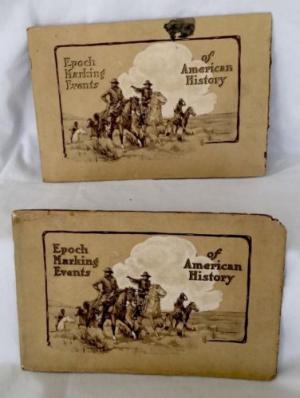 Epoch
Marking
Events
of
American
History
Epoch
Marking
Events
of
American
History